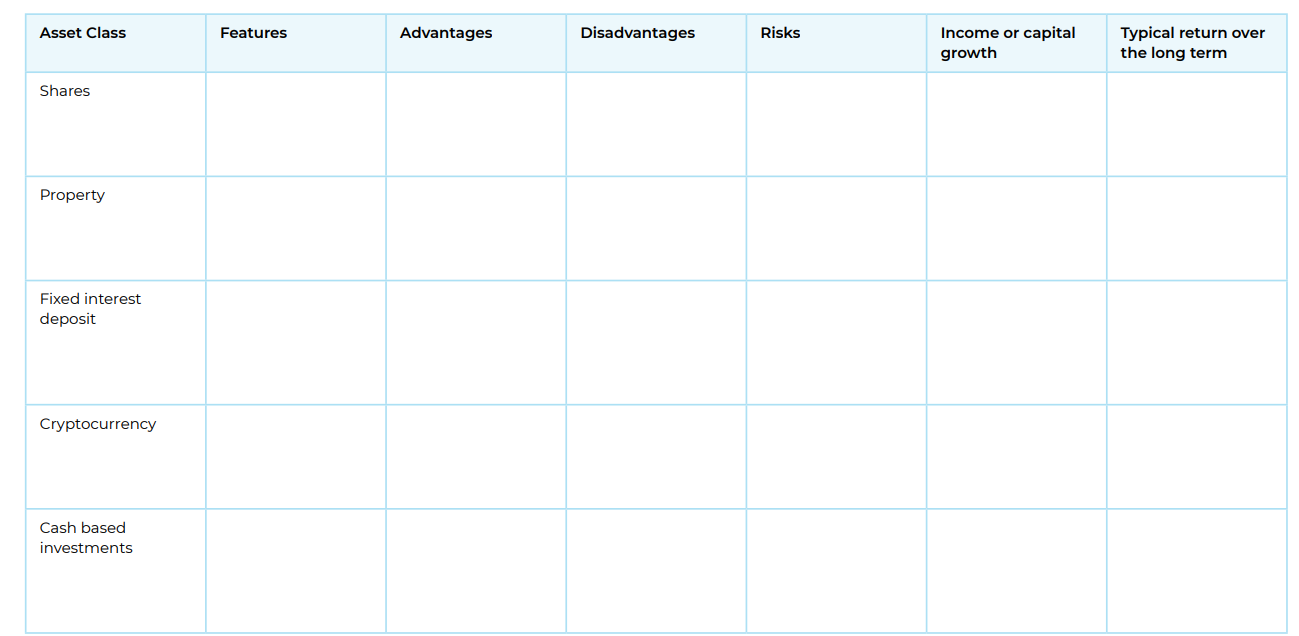 Asset Class
Features
Advantages
Disadvantages
Risks
Income or capital
growth
Typical return over
the long term
Shares
Property
Fixed interest
deposit
Cryptocurrency
Cash based
investments